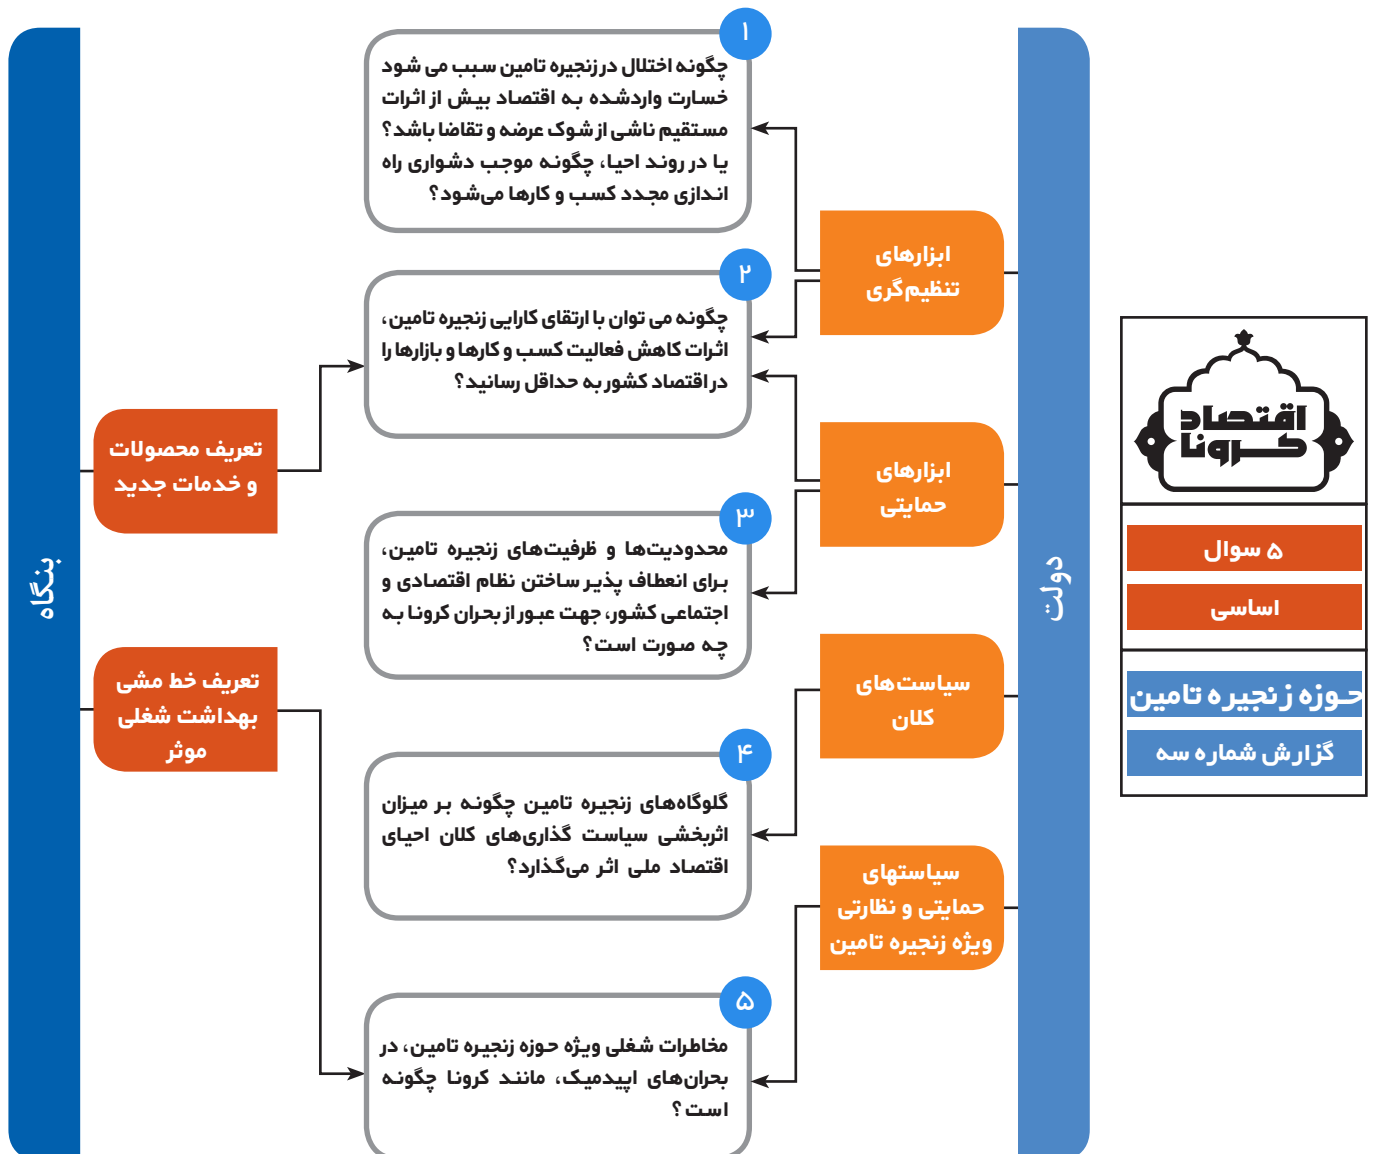 اقتصاد
کرونا
۵ سوال
اساسی
حوزه زنجیره تامین
گزارش شماره سه
دولت
ابزارهای
تنظیم‌گری
ابزارهای
حمایتی
سیاست‌های
کلان
سیاستهای
حمایتی و نظارتی
ویژه زنجیره تامین
۱
چگونه اختلال در زنجیره تامین سبب می شود
خسارت واردشده به اقتصاد بیش از اثرات
مستقیم ناشی از شوک عرضه و تقاضا باشد؟
یا در روند احیا، چگونه موجب دشواری راه
اندازی مجدد کسب و کارها می‌شود؟
۲
چگونه می توان با ارتقای کارایی زنجیره تامین،
اثرات کاهش فعالیت کسب و کارها و بازارها را
در اقتصاد کشور به حداقل رسانید؟
۳
محدودیت‌ها و ظرفیت‌های زنجیره تامین،
برای انعطاف پذیر ساختن نظام اقتصادی و
اجتماعی کشور، جهت عبور از بحران کرونا به
چه صورت است؟
۴
گلوگاه‌های زنجیره تامین چگونه بر میزان
اثربخشی سیاست گذاری‌های کلان احیای
اقتصاد ملی اثر می‌گذارد؟
۵
مخاطرات شغلی ویژه حوزه زنجیره تامین، در
بحران‌های اپیدمیک، مانند کرونا چگونه
است؟
تعریف محصولات
و خدمات جدید
تعریف خط مشی
بهداشت شغلی
موثر
بنگاه